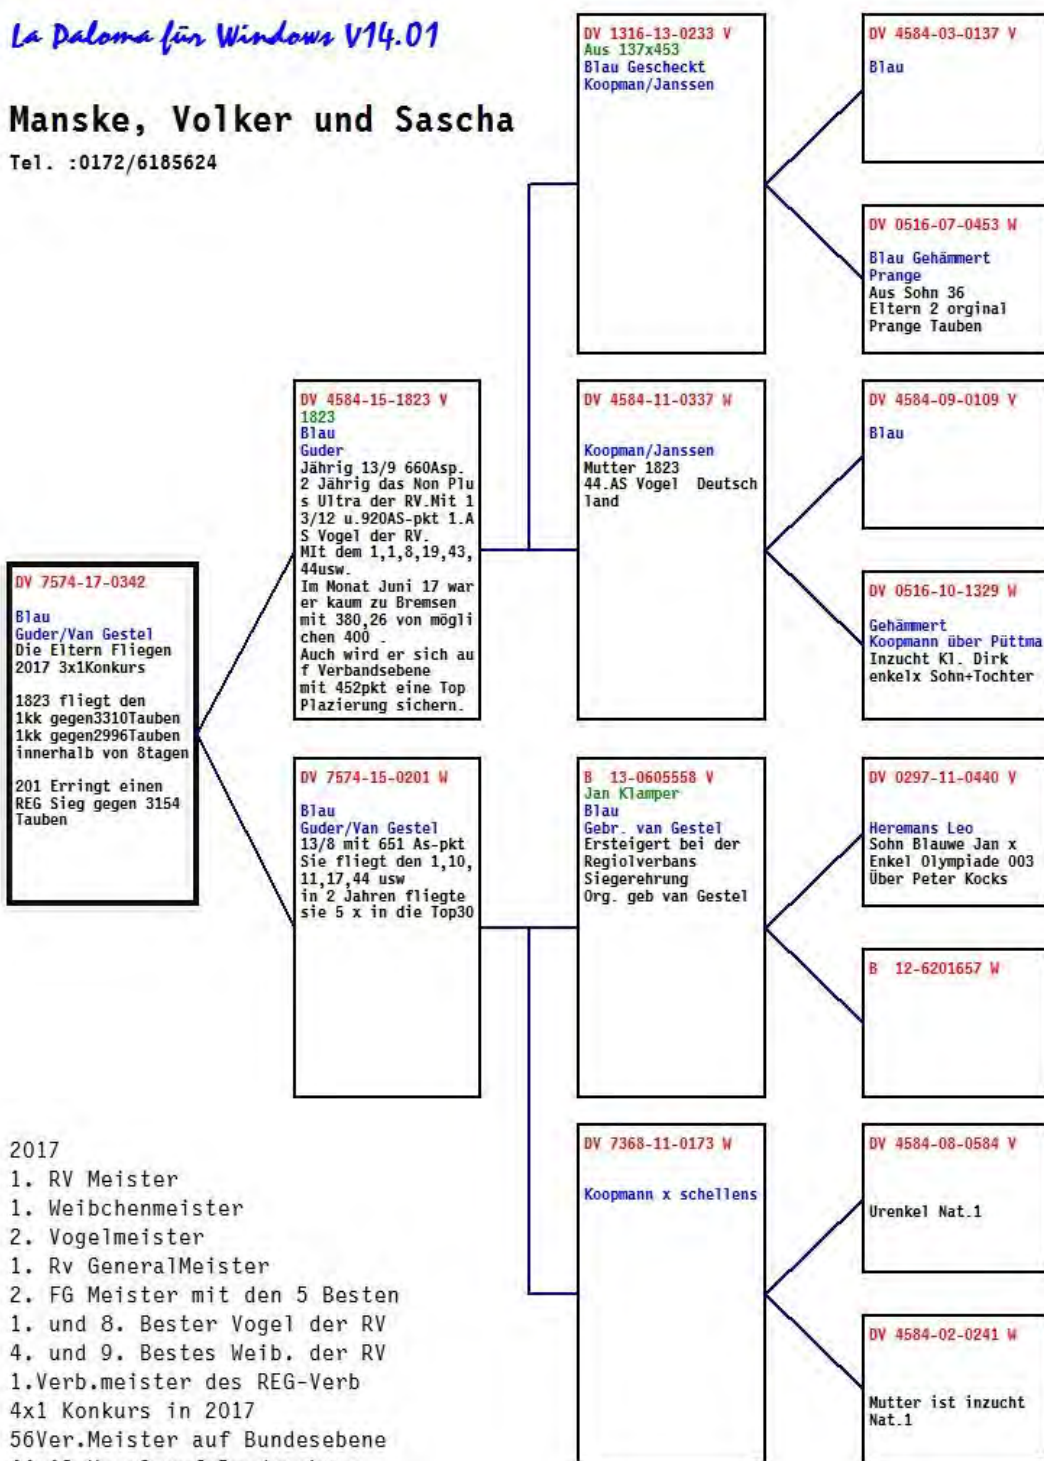 La Paloma für Windows V14.01
Manske, Volker und Sascha
Tel. :0172/6185624
DV 7574-17-0342
Blau
Guder/Van Gestel
Die Eltern Fliegen
2017 3x1Konkurs
1823 fliegt den
1kk gegen3310Tauben
1kk gegen2996Tauben
innerhalb von 8tagen
201 Erringt einen
REG Sieg gegen 3154
Tauben
DV 4584-15-1823 V
1823
Blau
Guder
Jährig 13/9 660Asp.
2 Jährig das Non Plu
s Ultra der RV.Mit 1
3/12 u.920AS-pkt 1.A
S Vogel der RV.
MIt dem 1,1,8,19,43,
44usw.
Im Monat Juni 17 war
er kaum zu Bremsen
mit 380,26 von mögli
chen 400 .
Auch wird er sich au
f Verbandsebene
mit 452pkt eine Top
Plazierung sichern.
DV 7574-15-0201 W
Blau
Guder/Van Gestel
13/8 mit 651 As-pkt
Sie fliegt den 1,10,
11,17,44 usw
in 2 Jahren fliegte
sie 5 x in die Top30
DV 1316-13-0233 V
Aus 137x453
Blau Gescheckt
Koopman/Janssen
DV 4584-11-0337 W
Koopman/Janssen
Mutter 1823
44.AS Vogel Deutsch
land
B 13-0605558 V
Jan Klamper
Blau
Gebr. van Gestel
Ersteigert bei der
Regiolverbans
Siegerehrung
Org. geb van Gestel
DV 7368-11-0173 W
Koopmann x schellens
DV 4584-03-0137 V
Blau
DV 0516-07-0453 W
Blau Gehämmert
Prange
Aus Sohn 36
Eltern 2 orginal
Prange Tauben
DV 4584-09-0109 V
Blau
DV 0516-10-1329 W
Gehämmert
Koopmann über Püttma
Inzucht Kl. Dirk
enkelx Sohn+Tochter
DV 0297-11-0440 V
Heremans Leo
Sohn Blauwe Jan x
Enkel Olympiade 003
Über Peter Kocks
B 12-6201657 W
DV 4584-08-0584 V
Urenkel Nat.1
DV 4584-02-0241 W
Mutter ist inzucht
Nat.1
2017
1. RV Meister
1. Weibchenmeister
2. Vogelmeister
1. Rv GeneralMeister
2. FG Meister mit den 5 Besten
1. und 8. Bester Vogel der RV
4. und 9. Bestes Weib. der RV
1.Verb.meister des REG-Verb
4x1 Konkurs in 2017
56Ver.Meister auf Bundesebene